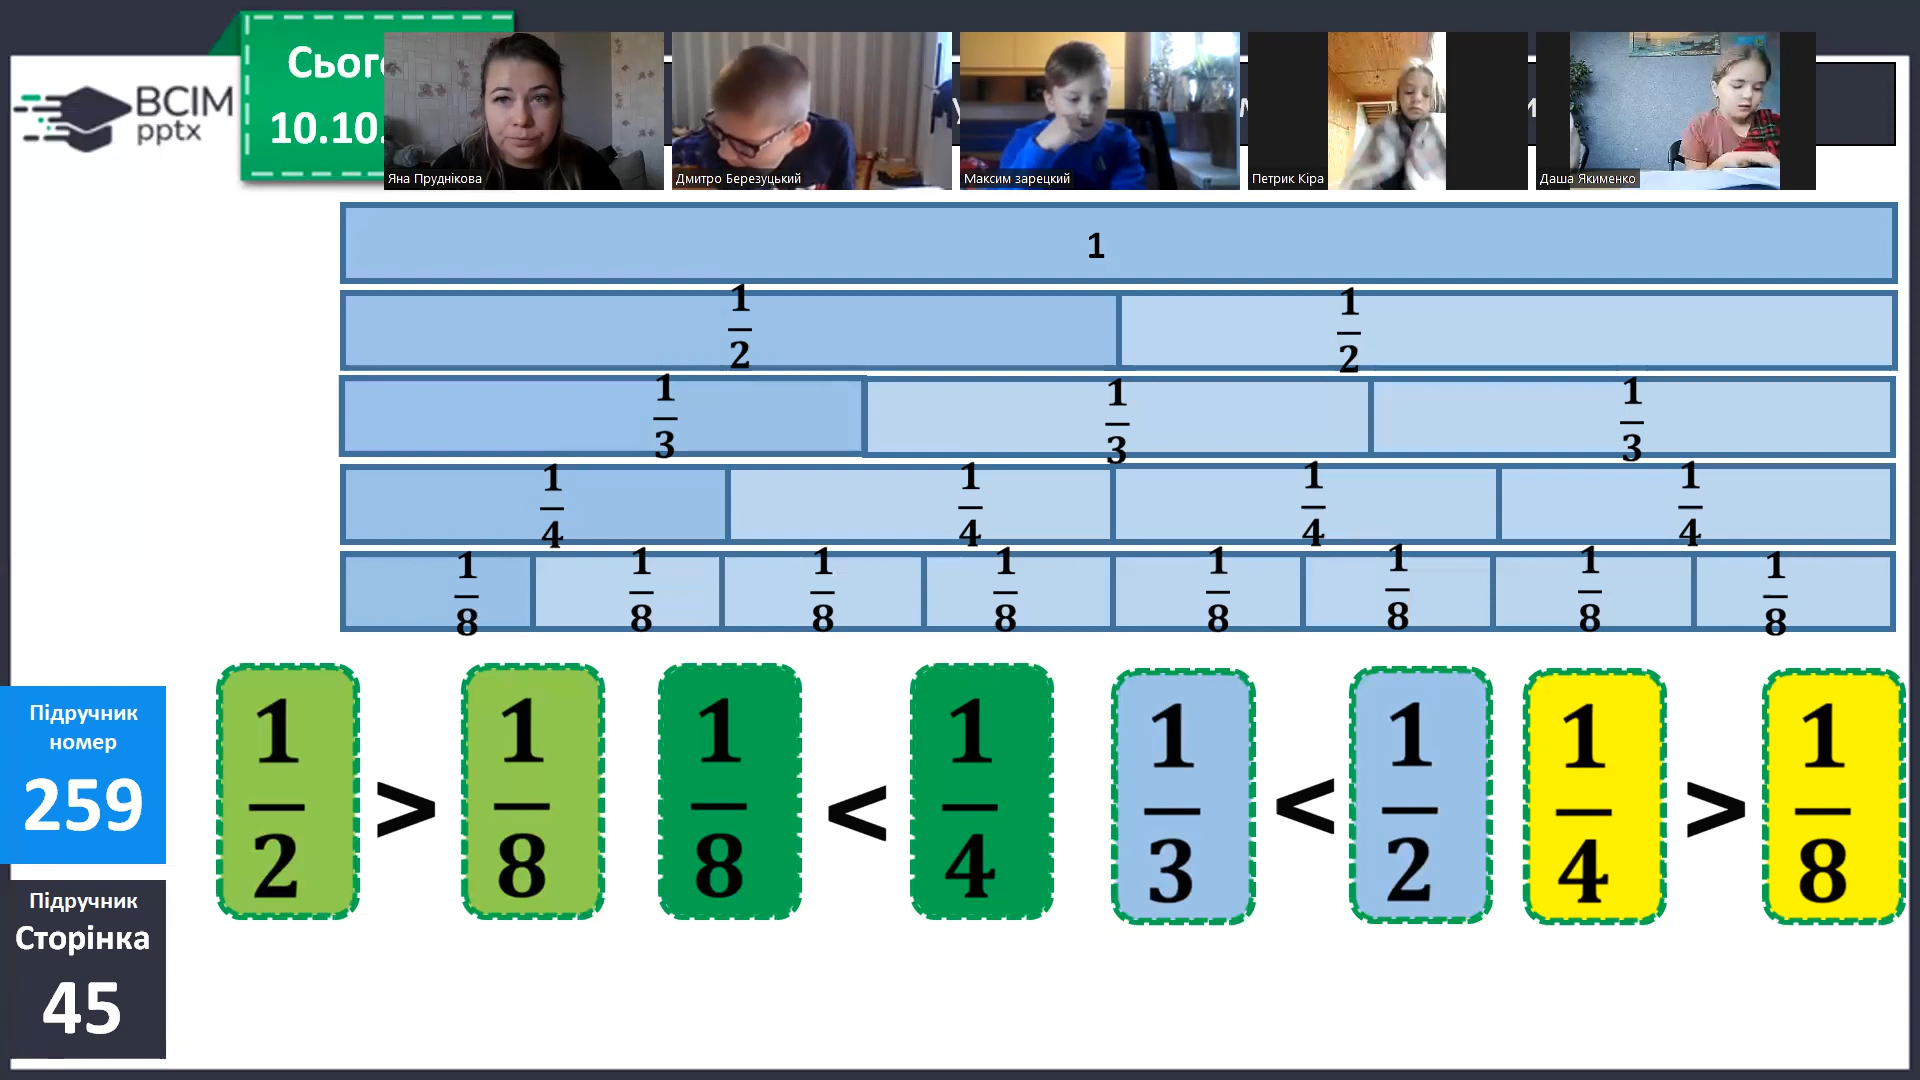 Сього
10.10.
BCIM
pptx
Яна Пруднікова
Дмитро Березуцький
Максим зарецкий
Петрик Кіра
Даша Якименко
1
1/2 1/2
1/3 1/3 1/3
1/4 1/4 1/4 1/4
1/8 1/8 1/8 1/8 1/8 1/8 1/8 1/8
1/2 > 1/8 1/8 < 1/4 1/3 < 1/2 1/4 > 1/8
Підручник
номер
259
Підручник
Сторінка
45